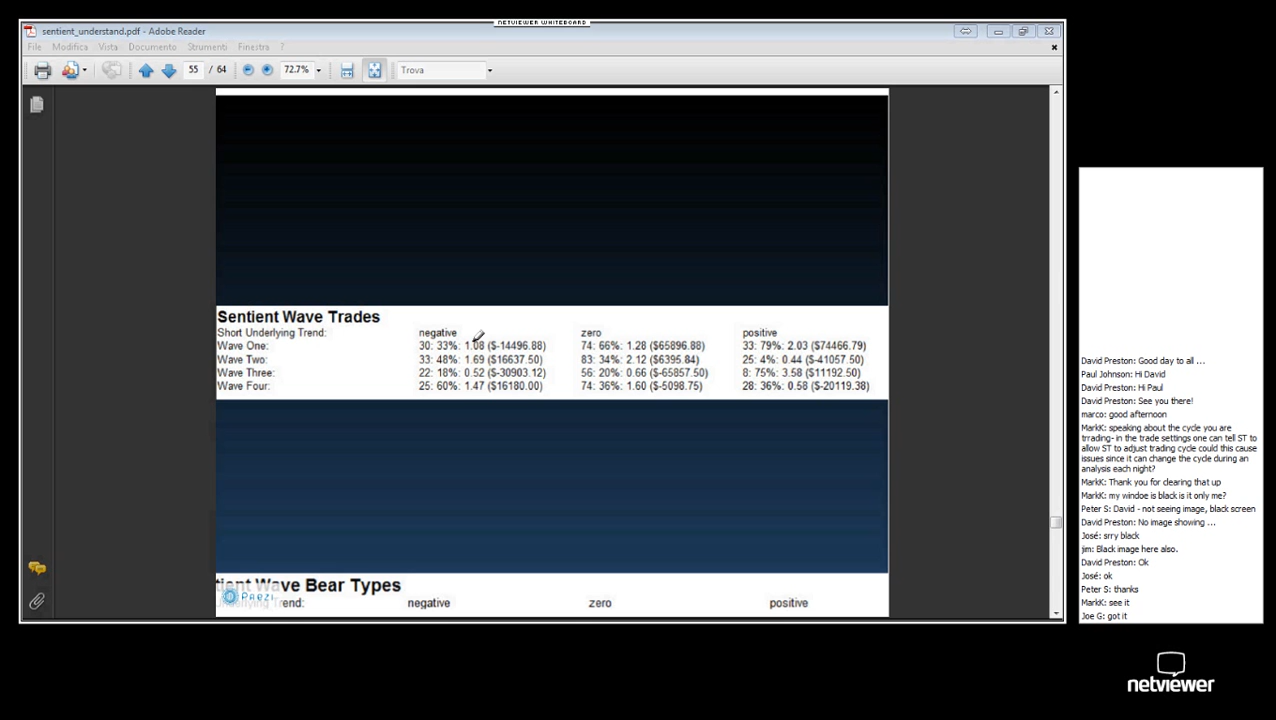 NETVIEWER WHITEBOARD
sentient_understand.pdf - Adobe Reader
File Modifica Vista Documento Strumenti Finestra ?
55 / 64 72.7% Trova
Sentient Wave Trades
Short Underlying Trend: negative zero positive
Wave One: 30: 33%: 1.08 ($-14496.88) 74: 66%: 1.28 ($65896.88) 33: 79%: 2.03 ($74466.79)
Wave Two: 33: 48%: 1.69 ($16637.50) 83: 34%: 2.12 ($6395.84) 25: 4%: 0.44 ($-41057.50)
Wave Three: 22: 18%: 0.52 ($-30903.12) 56: 20%: 0.66 ($-65857.50) 8: 75%: 3.58 ($11192.50)
Wave Four: 25: 60%: 1.47 ($16180.00) 74: 36%: 1.60 ($-5098.75) 28: 36%: 0.58 ($-20119.38)
tient Wave Bear Types
Trend: negative zero positive
PREZI
David Preston: Good day to all ...
Paul Johnson: Hi David
David Preston: Hi Paul
David Preston: See you there!
marco: good afternoon
MarkK: speaking about the cycle you are
trrading- in the trade settings one can tell ST to
allow ST to adjust trading cycle could this cause
issues since it can change the cycle during an
analysis each night?
MarkK: Thank you for clearing that up
MarkK: my windoe is black is it only me?
Peter S: David - not seeing image, black screen
David Preston: No image showing ...
José: srry black
jim: Black image here also.
David Preston: Ok
José: ok
Peter S: thanks
MarkK: see it
Joe G: got it
netviewer